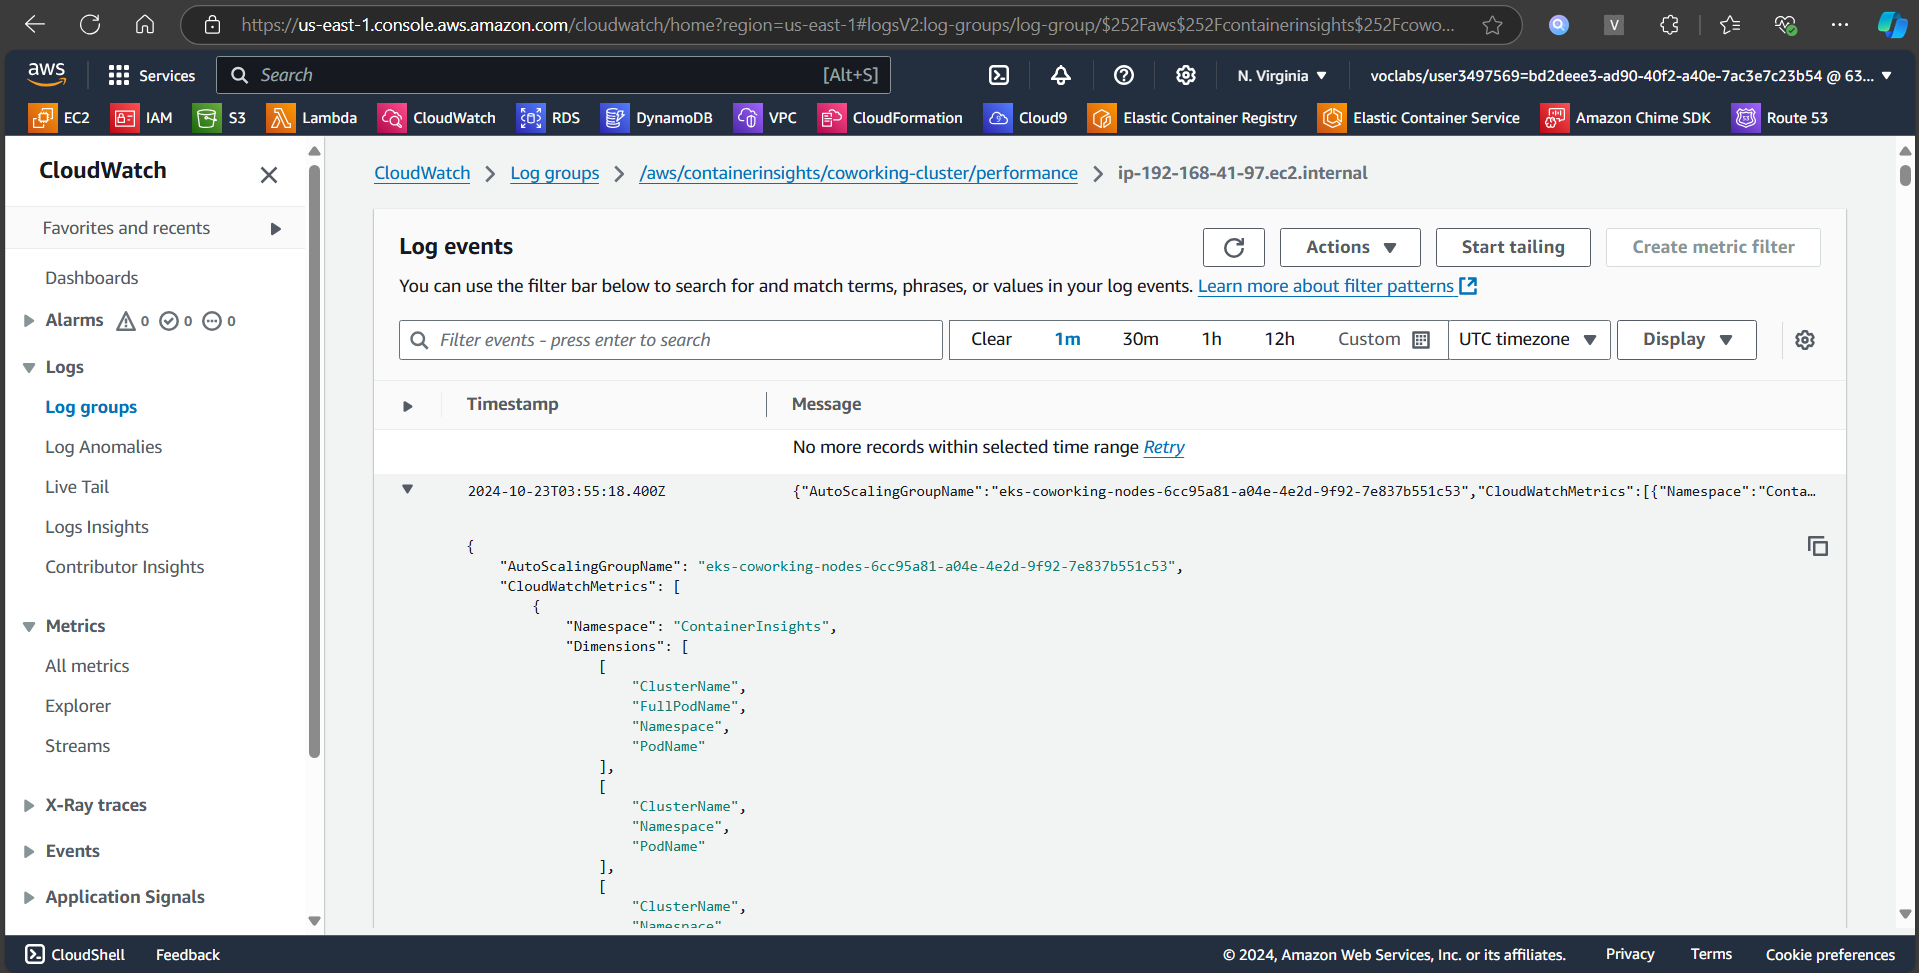 https://us-east-1.console.aws.amazon.com/cloudwatch/home?region=us-east-1#logsV2:log-groups/log-group/$252Faws$252Fcontainerinsights$252Fcowo...
V
aws
Services
Search [Alt+S]
N. Virginia
voclabs/user3497569=bd2deee3-ad90-40f2-a40e-7ac3e7c23b54 @ 63...
EC2 IAM S3 Lambda CloudWatch RDS DynamoDB VPC CloudFormation Cloud9 Elastic Container Registry Elastic Container Service Amazon Chime SDK Route 53
CloudWatch
Favorites and recents
Dashboards
Alarms 0 0 0
Logs
Log groups
Log Anomalies
Live Tail
Logs Insights
Contributor Insights
Metrics
All metrics
Explorer
Streams
X-Ray traces
Events
Application Signals
CloudWatch Log groups /aws/containerinsights/coworking-cluster/performance ip-192-168-41-97.ec2.internal
Log events
Actions Start tailing Create metric filter
You can use the filter bar below to search for and match terms, phrases, or values in your log events. Learn more about filter patterns
Filter events - press enter to search
Clear 1m 30m 1h 12h Custom UTC timezone Display
Timestamp Message
No more records within selected time range Retry
2024-10-23T03:55:18.400Z {"AutoScalingGroupName":"eks-coworking-nodes-6cc95a81-a04e-4e2d-9f92-7e837b551c53","CloudWatchMetrics":[{"Namespace":"Conta…
{
"AutoScalingGroupName": "eks-coworking-nodes-6cc95a81-a04e-4e2d-9f92-7e837b551c53",
"CloudWatchMetrics": [
{
"Namespace": "ContainerInsights",
"Dimensions": [
[
"ClusterName",
"FullPodName",
"Namespace",
"PodName"
],
[
"ClusterName",
"Namespace",
"PodName"
],
[
"ClusterName",
"Namespace"
CloudShell Feedback
© 2024, Amazon Web Services, Inc. or its affiliates. Privacy Terms Cookie preferences